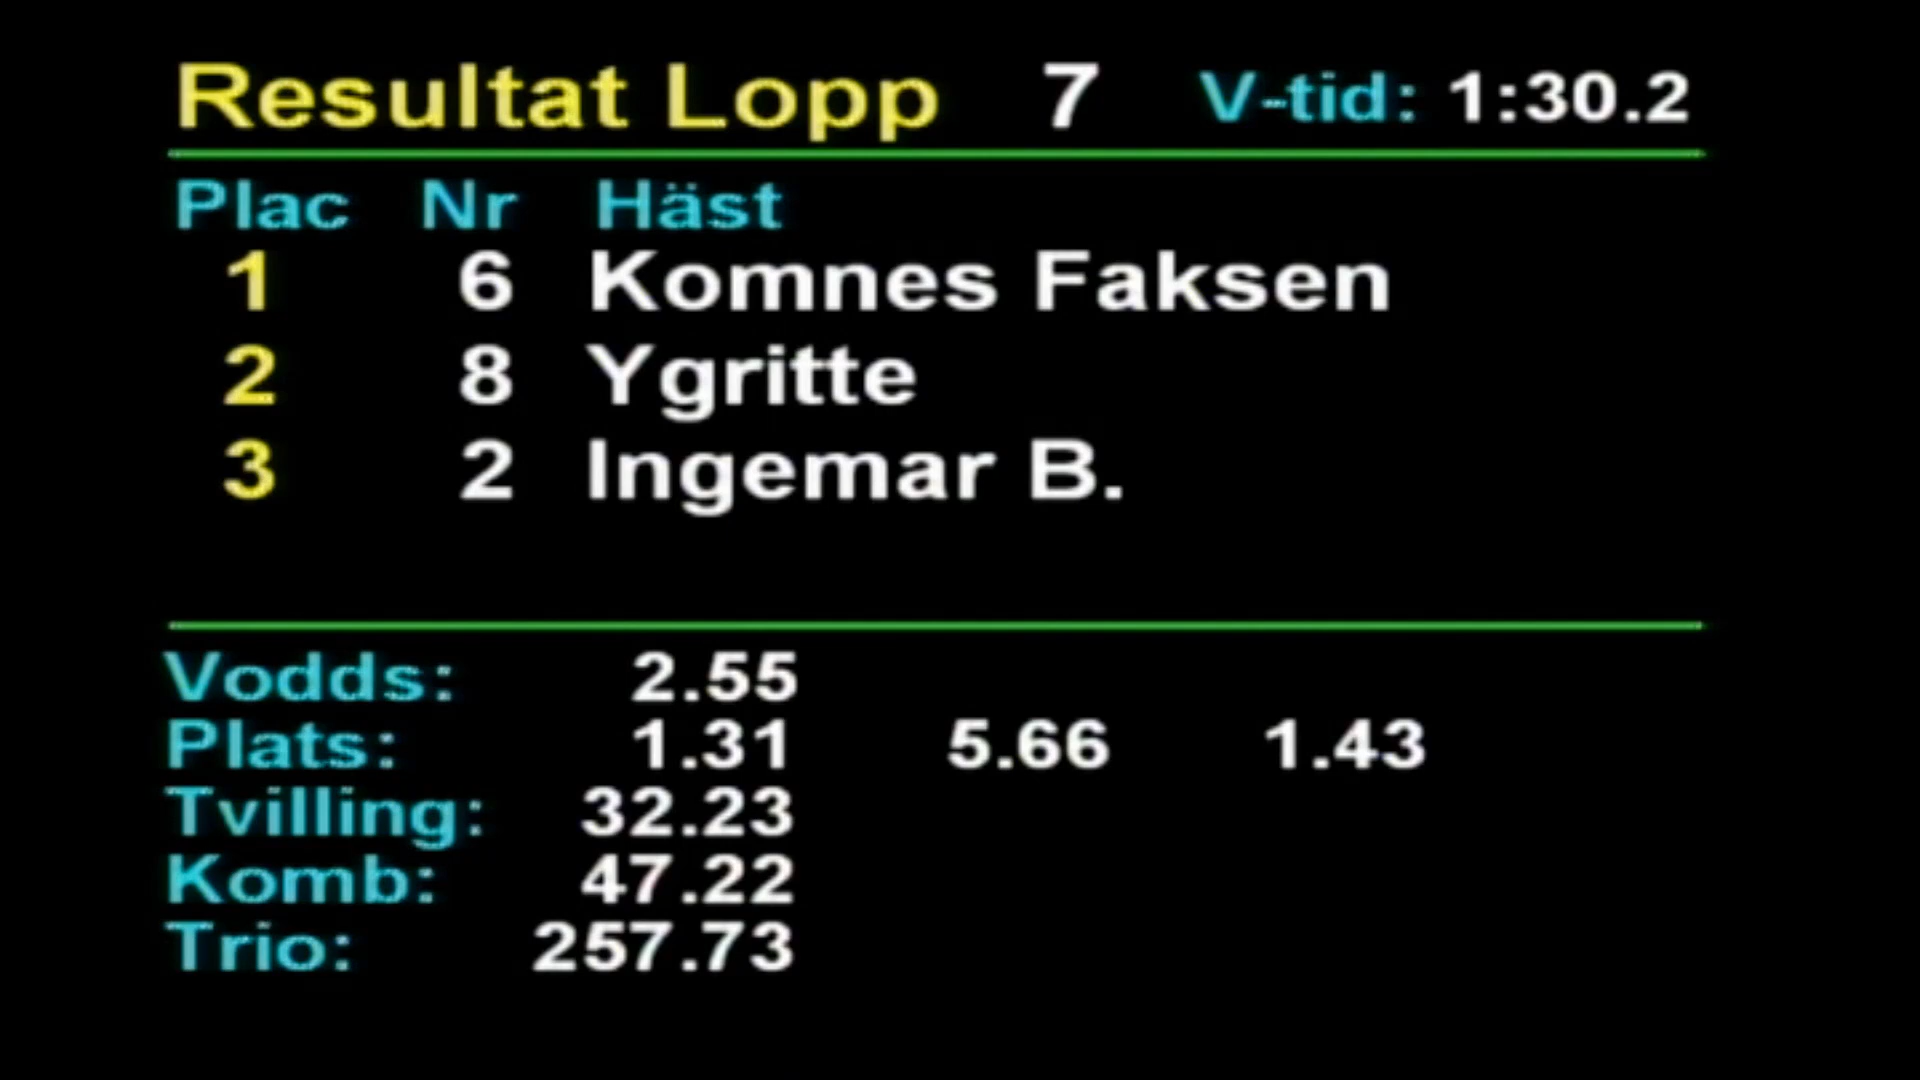 Resultat Lopp 7 V-tid: 1:30.2
Plac Nr Häst
1 6 Komnes Faksen
2 8 Ygritte
3 2 Ingemar B.
Vodds: 2.55
Plats: 1.31 5.66 1.43
Tvilling: 32.23
Komb: 47.22
Trio: 257.73